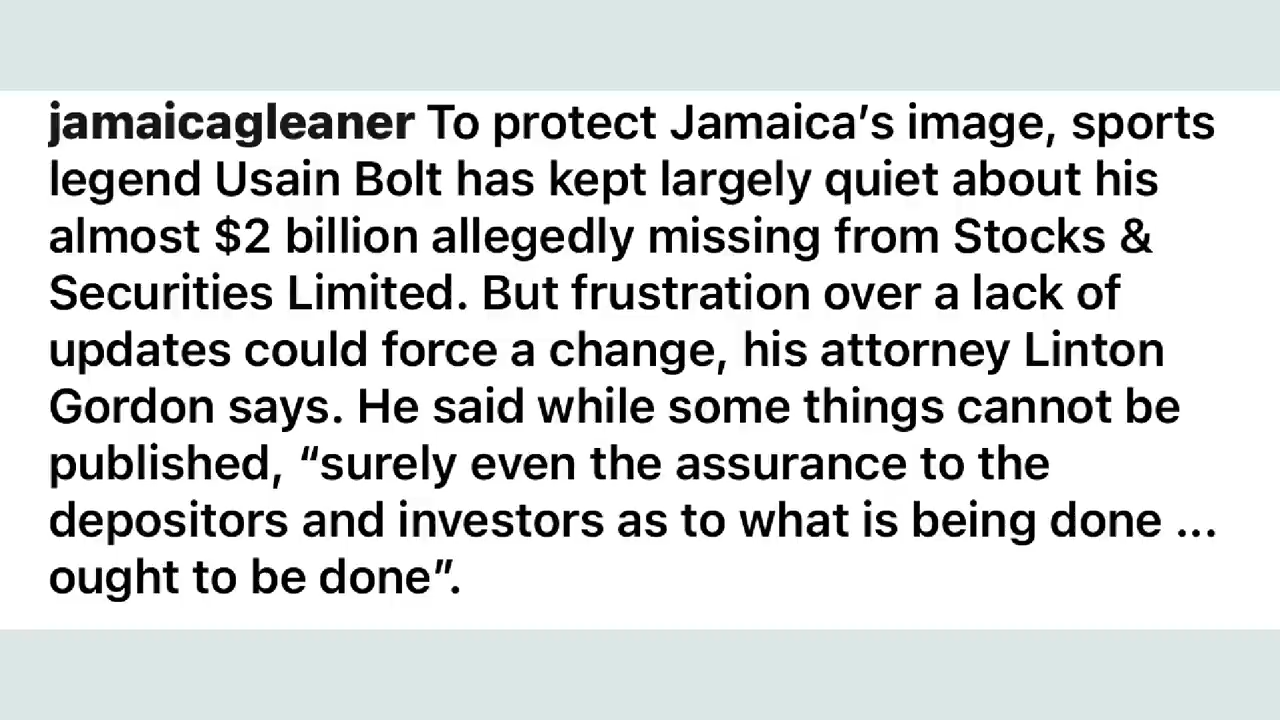 jamaicagleaner To protect Jamaica’s image, sports
legend Usain Bolt has kept largely quiet about his
almost $2 billion allegedly missing from Stocks &
Securities Limited. But frustration over a lack of
updates could force a change, his attorney Linton
Gordon says. He said while some things cannot be
published, “surely even the assurance to the
depositors and investors as to what is being done ...
ought to be done”.